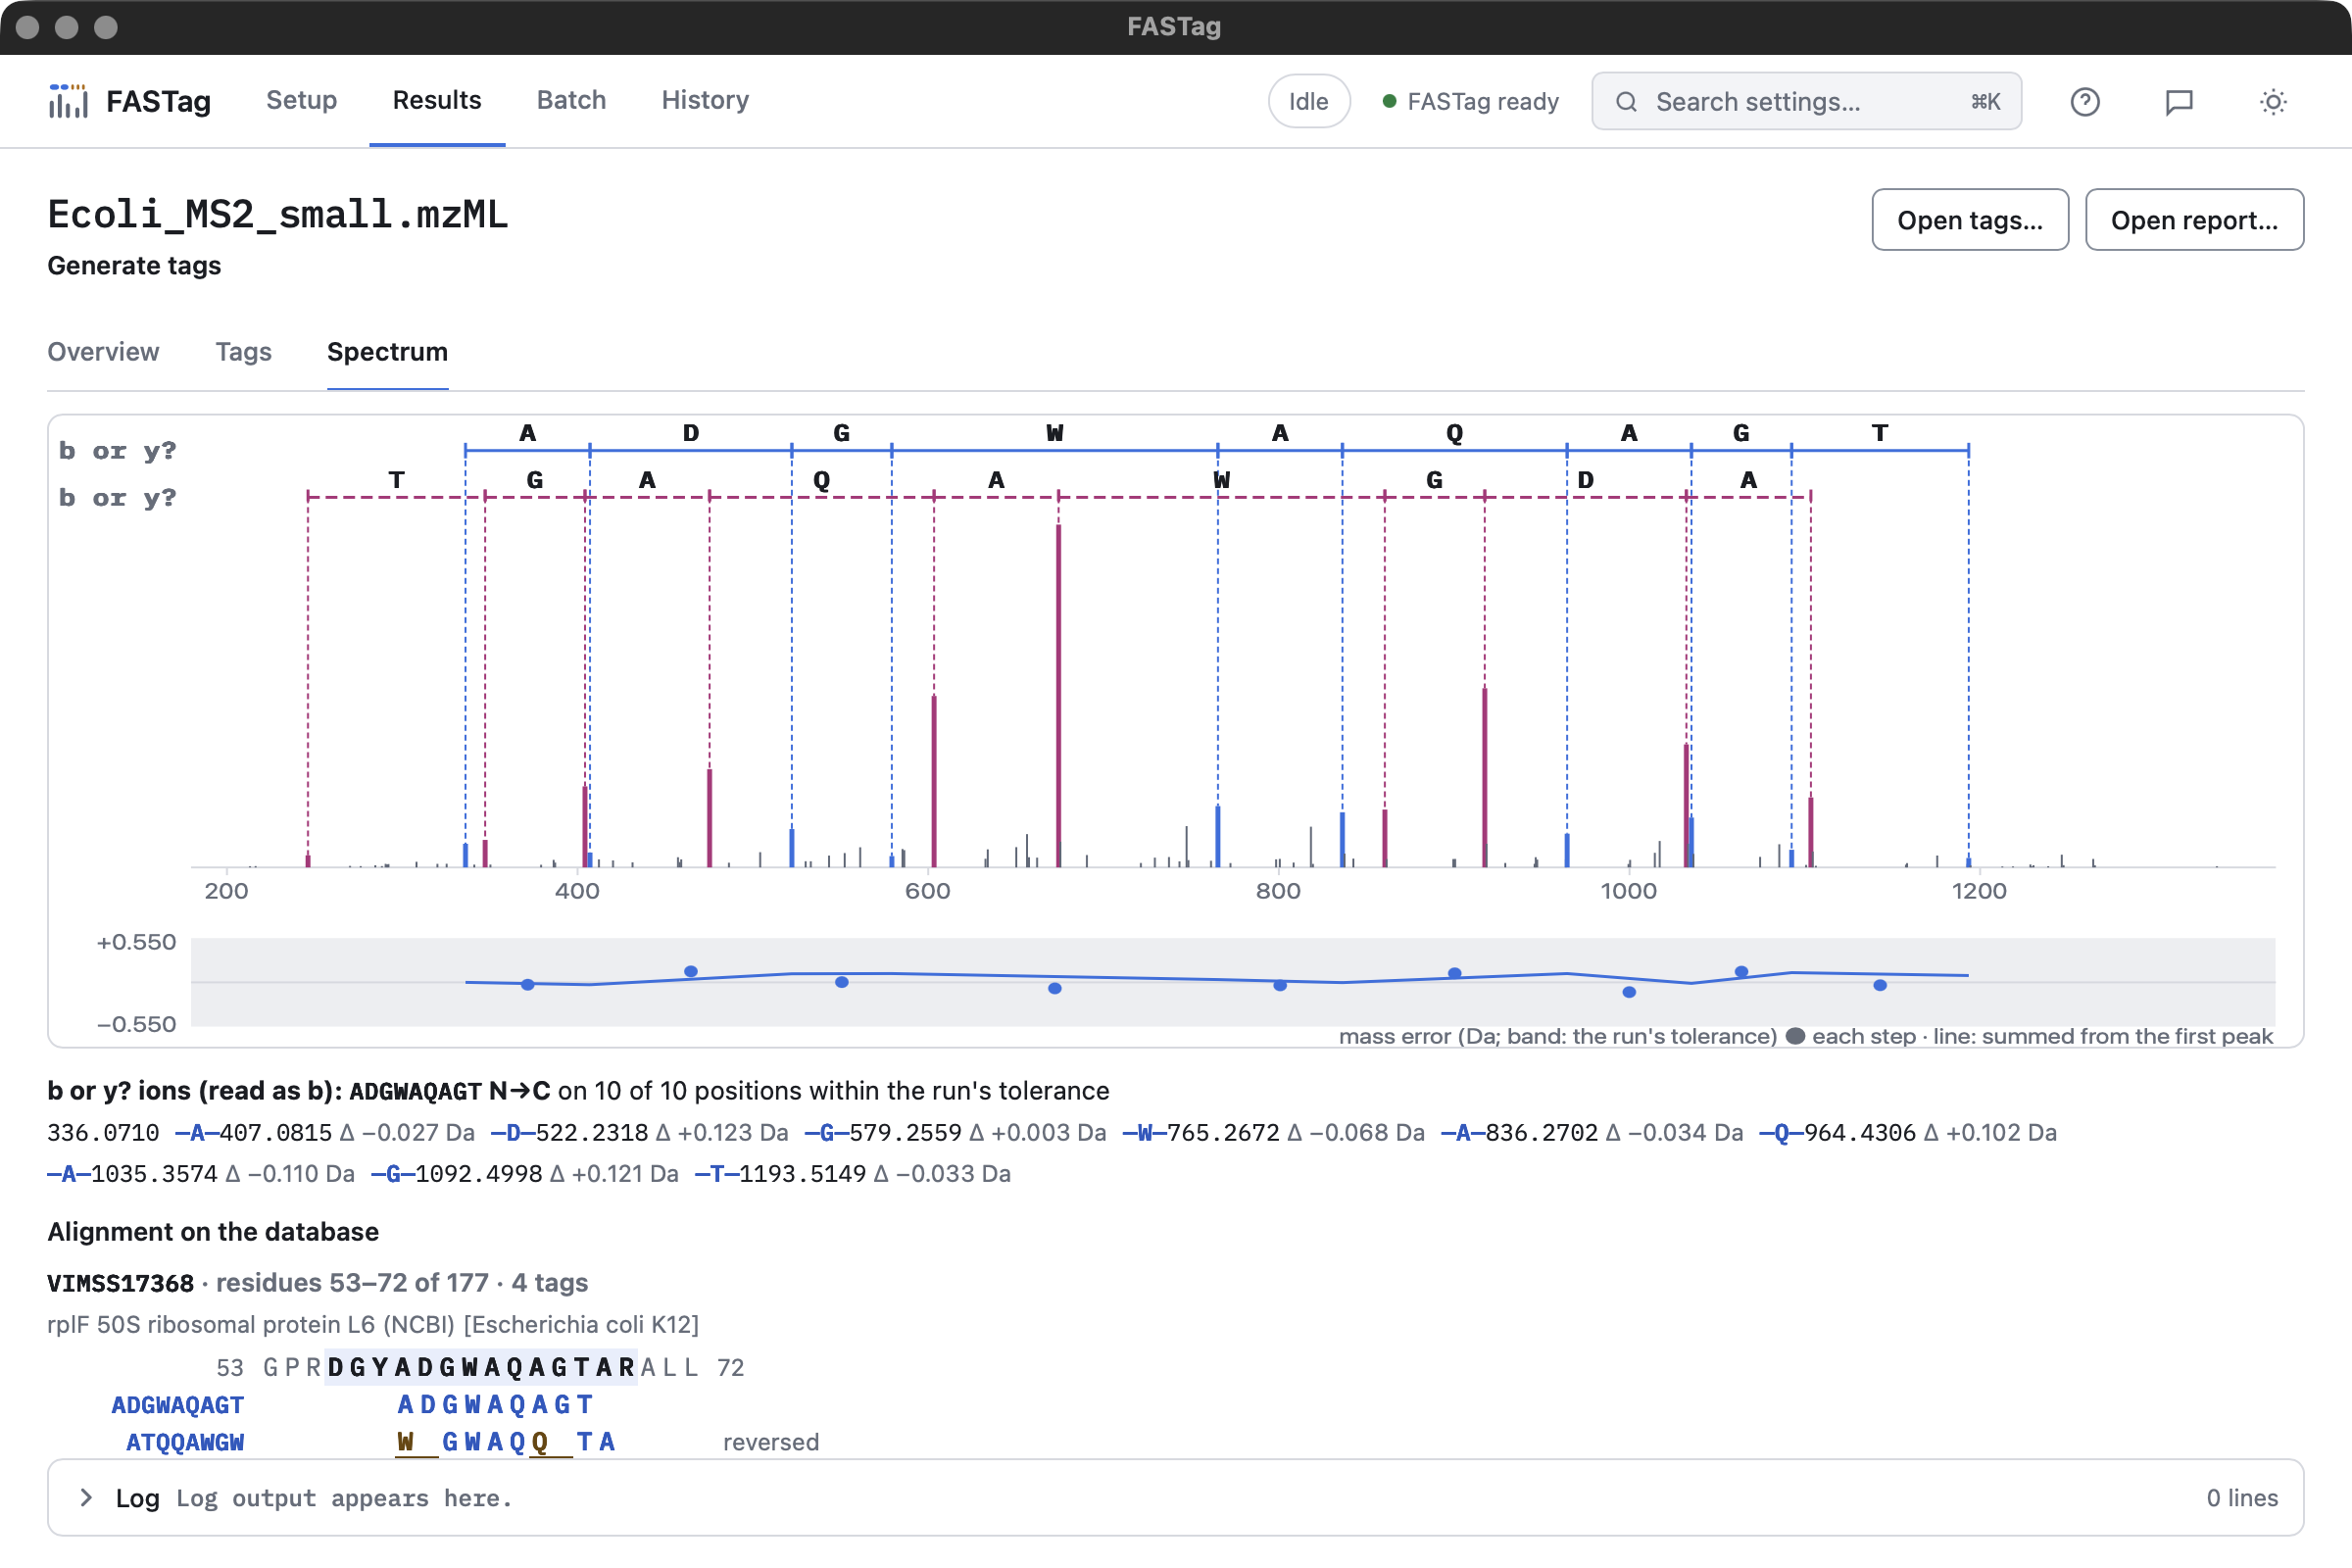 FASTag
FASTag Setup Results Batch History Idle FASTag ready Search settings... ⌘K
Ecoli_MS2_small.mzML
Open tags... Open report...
Generate tags
Overview Tags Spectrum
b or y? A D G W A Q A G T
b or y? T G A Q A W G D A
200 400 600 800 1000 1200
+0.550
−0.550
mass error (Da; band: the run's tolerance) ● each step · line: summed from the first peak
b or y? ions (read as b): ADGWAQAGT N→C on 10 of 10 positions within the run's tolerance
336.0710 —A—407.0815 Δ −0.027 Da —D—522.2318 Δ +0.123 Da —G—579.2559 Δ +0.003 Da —W—765.2672 Δ −0.068 Da —A—836.2702 Δ −0.034 Da —Q—964.4306 Δ +0.102 Da
—A—1035.3574 Δ −0.110 Da —G—1092.4998 Δ +0.121 Da —T—1193.5149 Δ −0.033 Da
Alignment on the database
VIMSS17368 · residues 53–72 of 177 · 4 tags
rplF 50S ribosomal protein L6 (NCBI) [Escherichia coli K12]
53 GPRDGYADGWAQAGTARALL 72
ADGWAQAGT ADGWAQAGT
ATQQAWGW W GWAQQ TA reversed
Log Log output appears here. 0 lines